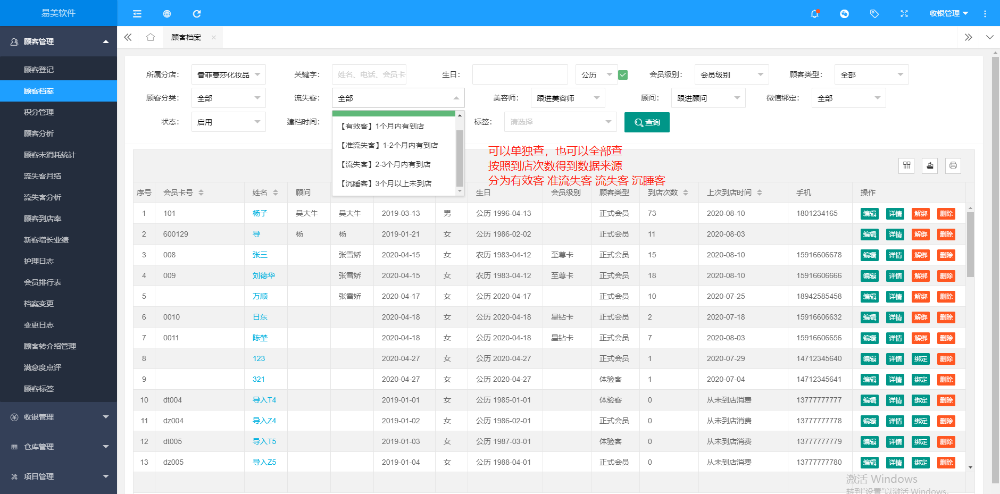 易美软件
收银管理
顾客管理
顾客登记
顾客档案
积分管理
顾客分析
顾客未消耗统计
流失客月结
流失客分析
顾客到店率
新客增长业绩
护理日志
会员排行表
档案变更
变更日志
顾客转介绍管理
满意度点评
顾客标签
收银管理
仓库管理
项目管理
顾客档案
所属分店： 香菲蔓莎化妆品 关键字： 姓名、电话、会员卡 生日： 公历 会员级别： 会员级别 顾客类型： 全部
顾客分类： 全部 流失客： 全部 美容师： 跟进美容师 顾问： 跟进顾问 微信绑定： 全部
状态： 启用 建档时间： 标签： 请选择 查询
【有效客】1个月内有到店
【准流失客】1-2个月内有到店
【流失客】2-3个月内有到店
【沉睡客】3个月以上未到店
可以单独查，也可以全部查
按照到店次数得到数据来源
分为有效客 准流失客 流失客 沉睡客
序号 会员卡号 姓名 顾问 生日 会员级别 顾客类型 到店次数 上次到店时间 手机 操作
1 101 杨子 吴大牛 吴大牛 2019-03-13 男 公历 1996-04-13 正式会员 73 2020-08-10 1801234165 编辑 详情 解绑 删除
2 600129 导 杨 杨 2019-01-21 女 公历 1986-02-02 正式会员 11 2020-08-03 编辑 详情 解绑 删除
3 008 张三 张雪娇 2020-04-15 女 农历 1983-04-12 至尊卡 正式会员 15 2020-08-10 15916606678 编辑 详情 解绑 删除
4 009 刘德华 张雪娇 2020-04-15 女 农历 1983-04-12 至尊卡 正式会员 18 2020-08-10 15916606666 编辑 详情 解绑 删除
5 万顺 张雪娇 2020-04-17 女 公历 2020-04-17 正式会员 10 2020-07-25 18942585458 编辑 详情 解绑 删除
6 0010 日东 2020-04-18 女 公历 2020-04-18 星钻卡 正式会员 2 2020-07-18 15916606632 编辑 详情 解绑 删除
7 0011 陈埜 2020-04-18 女 公历 2020-04-18 星钻卡 正式会员 7 2020-08-03 15916606656 编辑 详情 解绑 删除
8 123 2020-04-27 女 公历 2020-04-27 正式会员 1 2020-07-29 14712345640 编辑 详情 绑定 删除
9 321 2020-04-27 女 公历 2020-04-27 体验客 1 2020-07-04 14712345641 编辑 详情 绑定 删除
10 dt004 导入T4 2019-01-01 女 公历 1985-01-01 体验客 0 从未到店消费 13777777777 编辑 详情 绑定 删除
11 dz004 导入Z4 2019-01-02 女 公历 1986-02-01 正式会员 0 从未到店消费 13777777778 编辑 详情 绑定 删除
12 dt005 导入T5 2019-01-03 女 公历 1987-03-01 体验客 0 从未到店消费 13777777779 编辑 详情 绑定 删除
13 dz005 导入Z5 2019-01-04 女 公历 1988-04-01 正式会员 0 从未到店消费 13777777780 编辑 详情 绑定 删除
激活 Windows
转到"设置"以激活 Windows。